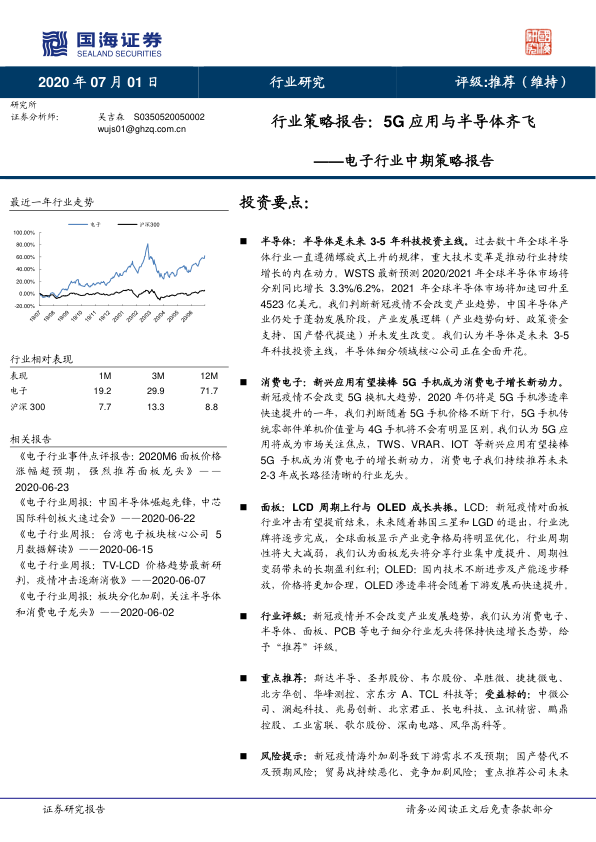 国海证券
SEALAND SECURITIES
2020 年 07 月 01 日
行业研究
评级:推荐（维持）
研究所
证券分析师：
吴吉森 S0350520050002
wujs01@ghzq.com.cn
行业策略报告：5G 应用与半导体齐飞
——电子行业中期策略报告
最近一年行业走势
电子
沪深300
100.00%
80.00%
60.00%
40.00%
20.00%
0.00%
-20.00%
19/07
19/08
19/09
19/10
19/11
19/12
20/01
20/02
20/03
20/04
20/05
20/06
行业相对表现
表现 1M 3M 12M
电子 19.2 29.9 71.7
沪深 300 7.7 13.3 8.8
相关报告
《电子行业事件点评报告：2020M6 面板价格
涨幅超预期，强烈推荐面板龙头》——
2020-06-23
《电子行业周报：中国半导体崛起先锋，中芯
国际科创板火速过会》——2020-06-22
《电子行业周报：台湾电子板块核心公司 5
月数据解读》——2020-06-15
《电子行业周报：TV-LCD 价格趋势最新研
判，疫情冲击逐渐消散》——2020-06-07
《电子行业周报：板块分化加剧，关注半导体
和消费电子龙头》——2020-06-02
投资要点：
■ 半导体：半导体是未来 3-5 年科技投资主线。过去数十年全球半导
体行业一直遵循螺旋式上升的规律，重大技术变革是推动行业持续
增长的内在动力。WSTS 最新预测 2020/2021 年全球半导体市场将
分别同比增长 3.3%/6.2%，2021 年全球半导体市场将加速回升至
4523 亿美元。我们判断新冠疫情不会改变产业趋势，中国半导体产
业仍处于蓬勃发展阶段，产业发展逻辑（产业趋势向好、政策资金
支持、国产替代提速）并未发生改变。我们认为半导体是未来 3-5
年科技投资主线，半导体细分领域核心公司正在全面开花。
■ 消费电子：新兴应用有望接棒 5G 手机成为消费电子增长新动力。
新冠疫情不会改变 5G 换机大趋势，2020 年仍将是 5G 手机渗透率
快速提升的一年，我们判断随着 5G 手机价格不断下行，5G 手机传
统零部件单机价值量与 4G 手机将不会有明显区别。我们认为 5G 应
用将成为市场关注焦点，TWS、VRAR、IOT 等新兴应用有望接棒
5G 手机成为消费电子的增长新动力，消费电子我们持续推荐未来
2-3 年成长路径清晰的行业龙头。
■ 面板：LCD 周期上行与 OLED 成长共振。LCD：新冠疫情对面板
行业冲击有望提前结束，未来随着韩国三星和 LGD 的退出，行业洗
牌将逐步完成，全球面板显示产业竞争格局将明显优化，行业周期
性将大大减弱，我们认为面板龙头将分享行业集中度提升、周期性
变弱带来的长期盈利红利；OLED：国内技术不断进步及产能逐步释
放，价格将更加合理，OLED 渗透率将会随着下游发展而快速提升。
■ 行业评级：新冠疫情并不会改变产业发展趋势，我们认为消费电子、
半导体、面板、PCB 等电子细分行业龙头将保持快速增长态势，给
予“推荐”评级。
■ 重点推荐：斯达半导、圣邦股份、韦尔股份、卓胜微、捷捷微电、
北方华创、华峰测控、京东方 A、TCL 科技等；受益标的：中微公
司、澜起科技、兆易创新、北京君正、长电科技、立讯精密、鹏鼎
控股、工业富联、歌尔股份、深南电路、风华高科等。
■ 风险提示：新冠疫情海外加剧导致下游需求不及预期；国产替代不
及预期风险；贸易战持续恶化、竞争加剧风险；重点推荐公司未来
证券研究报告
请务必阅读正文后免责条款部分